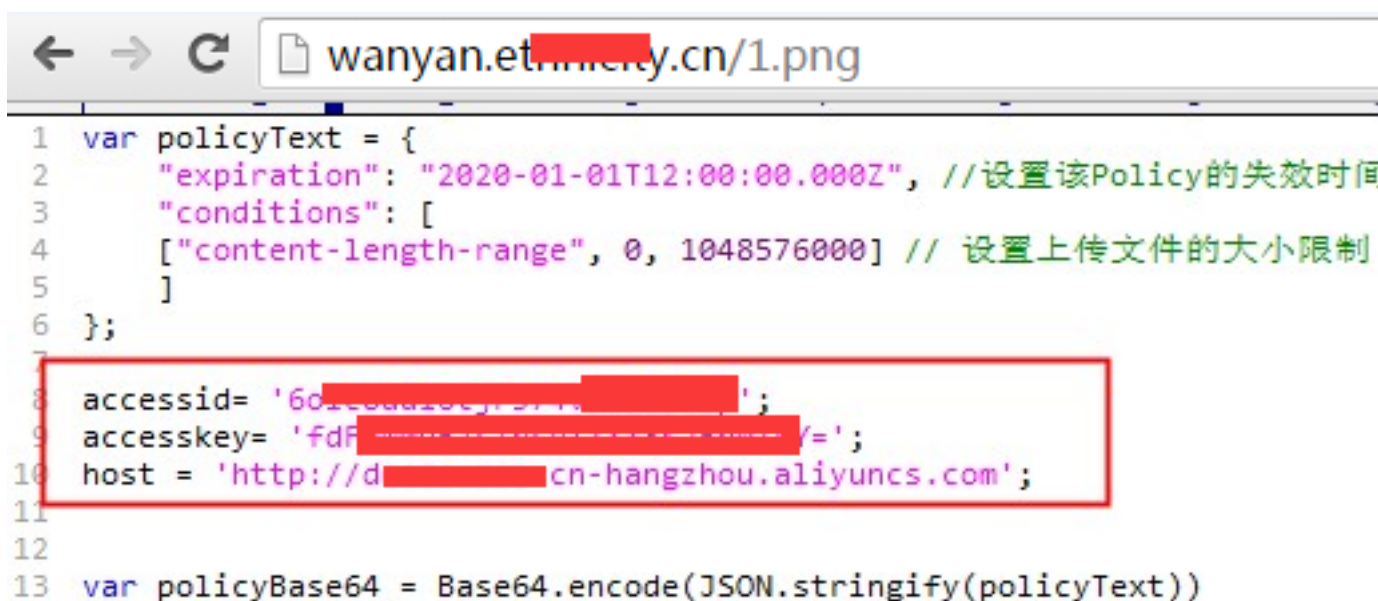 wanyan.et y.cn/1.png
1 var policyText = {
2 "expiration": "2020-01-01T12:00:00.000Z", //设置该Policy的失效时间
3 "conditions": [
4 ["content-length-range", 0, 1048576000] // 设置上传文件的大小限制
5 ]
6 };
7
8 accessid= '6 ';
9 accesskey= 'fdF /=';
10 host = 'http://d cn-hangzhou.aliyuncs.com';
11
12
13 var policyBase64 = Base64.encode(JSON.stringify(policyText))